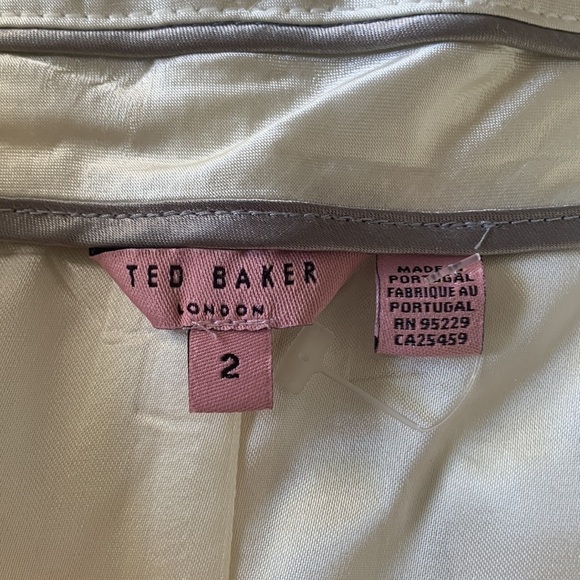 TED BAKER
LONDON
2
MADE IN
PORTUGAL
FABRIQUE AU
PORTUGAL
RN 95229
CA25459